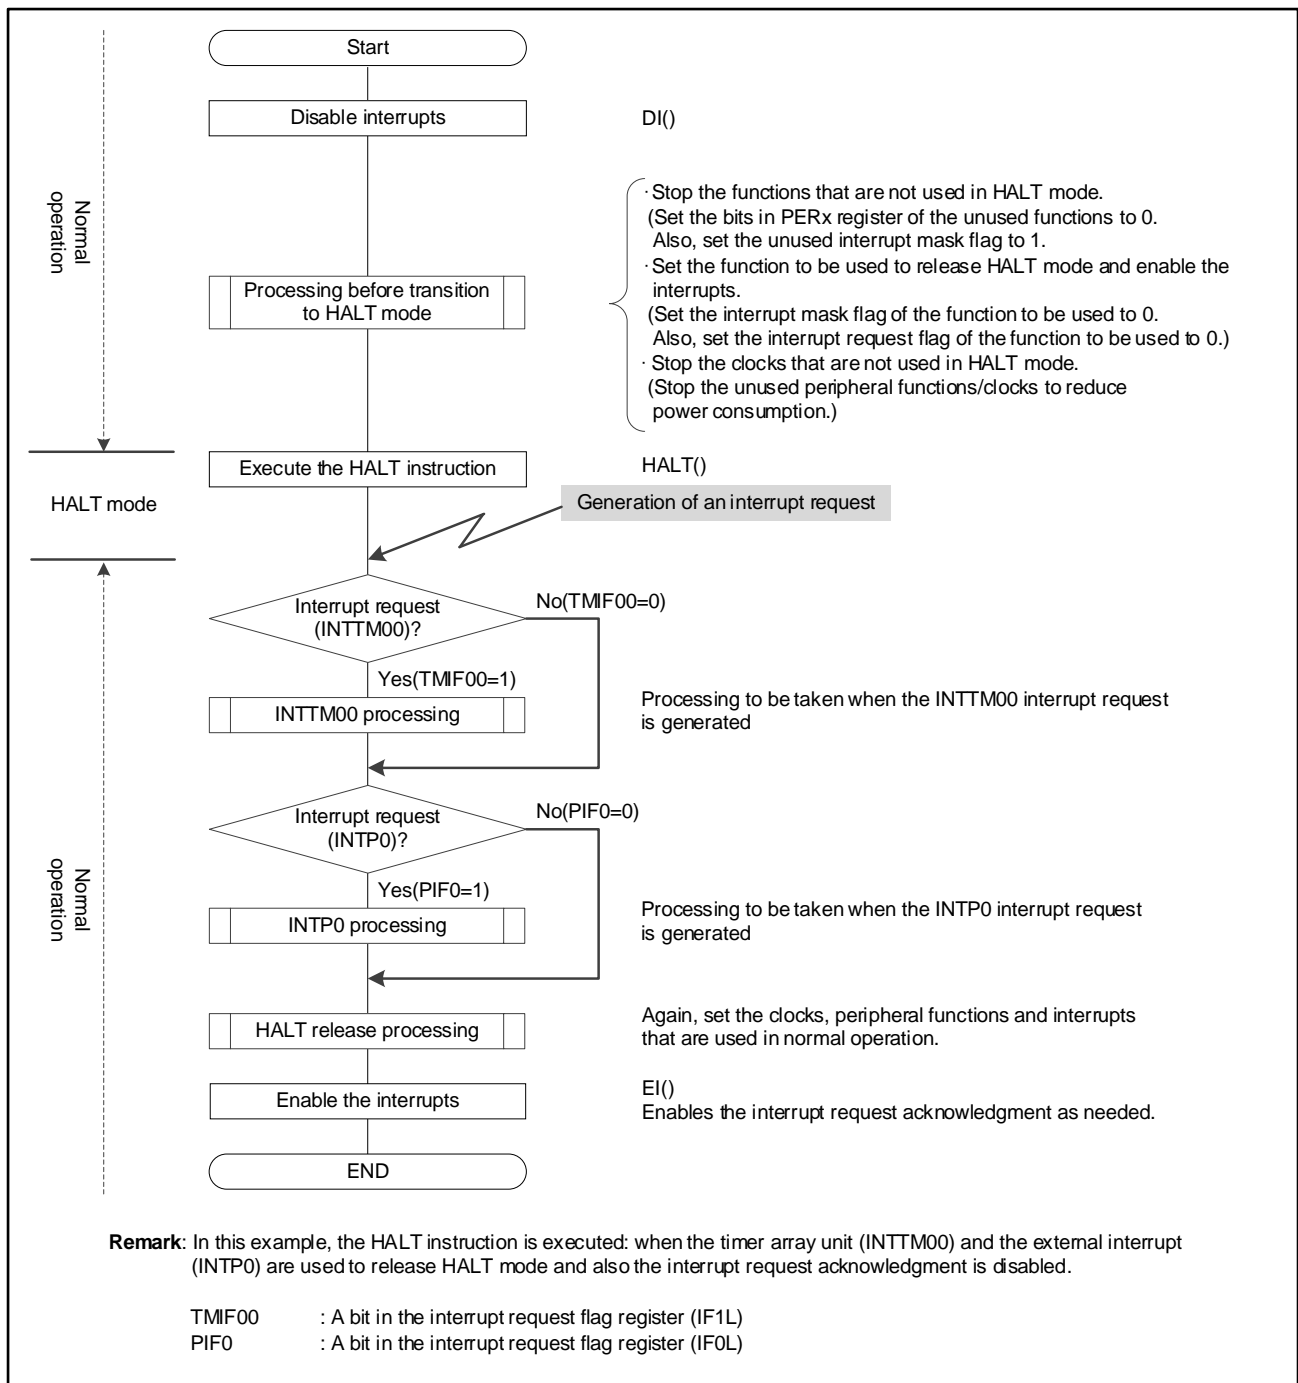 Start
Disable interrupts
DI()
Normal
operation
· Stop the functions that are not used in HALT mode.
(Set the bits in PERx register of the unused functions to 0.
Also, set the unused interrupt mask flag to 1.
· Set the function to be used to release HALT mode and enable the
interrupts.
(Set the interrupt mask flag of the function to be used to 0.
Also, set the interrupt request flag of the function to be used to 0.)
· Stop the clocks that are not used in HALT mode.
(Stop the unused peripheral functions/clocks to reduce
power consumption.)
Processing before transition
to HALT mode
Execute the HALT instruction
HALT()
HALT mode
Generation of an interrupt request
Interrupt request
(INTTM00)?
No(TMIF00=0)
Yes(TMIF00=1)
INTTM00 processing
Processing to be taken when the INTTM00 interrupt request
is generated
Interrupt request
(INTP0)?
No(PIF0=0)
Normal
operation
Yes(PIF0=1)
INTP0 processing
Processing to be taken when the INTP0 interrupt request
is generated
HALT release processing
Again, set the clocks, peripheral functions and interrupts
that are used in normal operation.
Enable the interrupts
EI()
Enables the interrupt request acknowledgment as needed.
END
Remark: In this example, the HALT instruction is executed: when the timer array unit (INTTM00) and the external interrupt
(INTP0) are used to release HALT mode and also the interrupt request acknowledgment is disabled.
TMIF00 : A bit in the interrupt request flag register (IF1L)
PIF0 : A bit in the interrupt request flag register (IF0L)